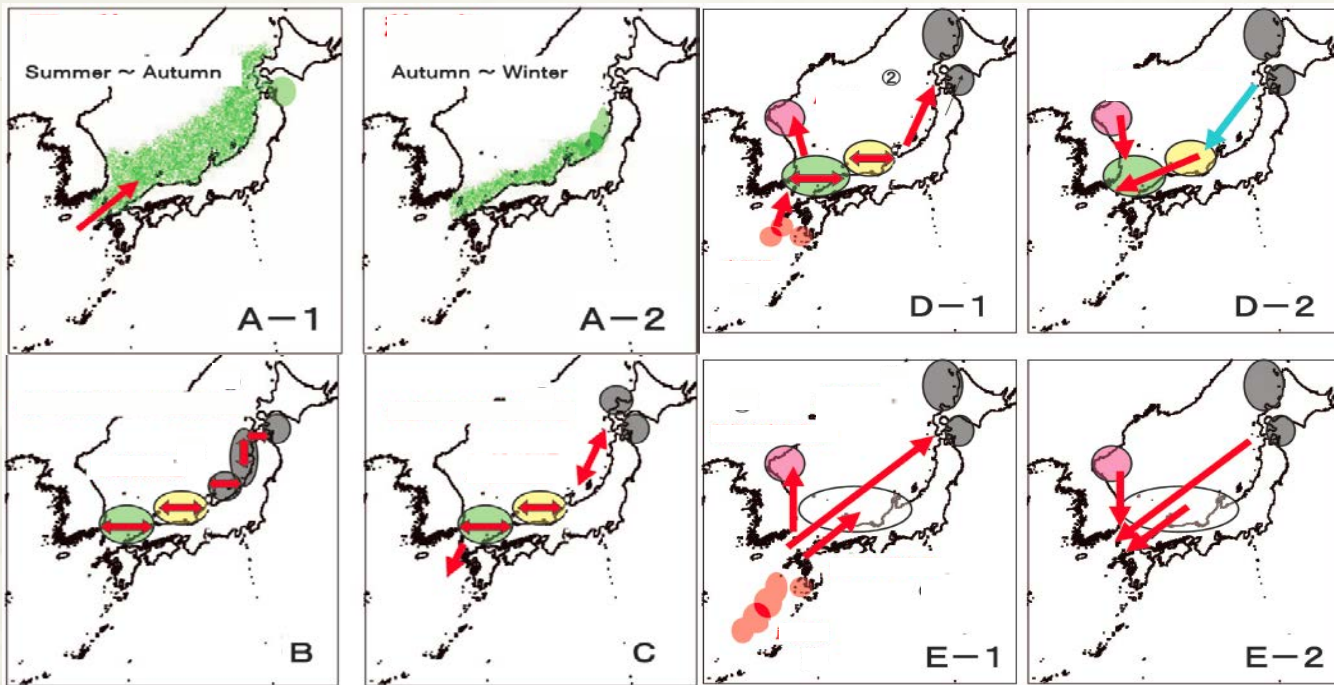 Summer ~ Autumn
A-1
Autumn ~ Winter
A-2
②
D-1
D-2
B
C
E-1
E-2